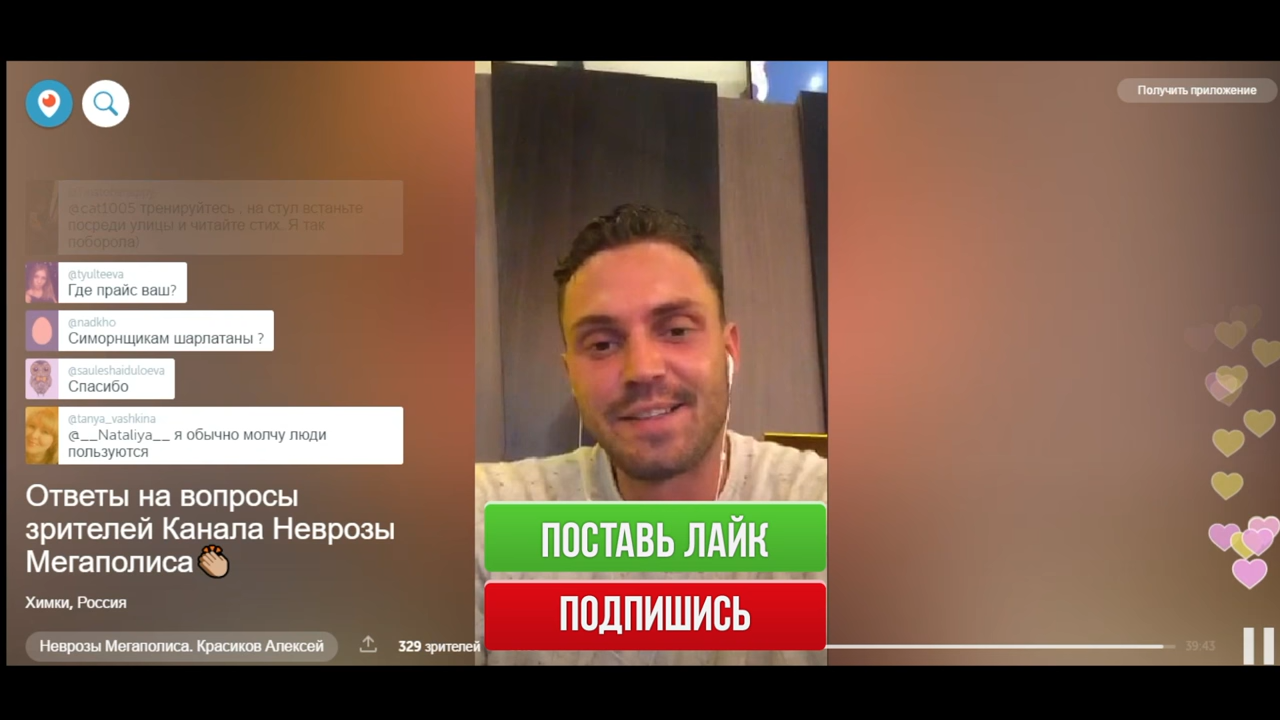 Получить приложение
@cat1005 тренируйтесь , на стул встаньте
посреди улицы и читайте стих. Я так
поборола)
@tyulteeva
Где прайс ваш?
@nadkho
Симорнщикам шарлатаны ?
@sauleshaiduloeva
Спасибо
@tanya_vashkina
@__Nataliya__ я обычно молчу люди
пользуются
Ответы на вопросы
зрителей Канала Неврозы
Мегаполиса
Химки, Россия
Неврозы Мегаполиса. Красиков Алексей
329 зрителей
ПОСТАВЬ ЛАЙК
ПОДПИШИСЬ
39:43